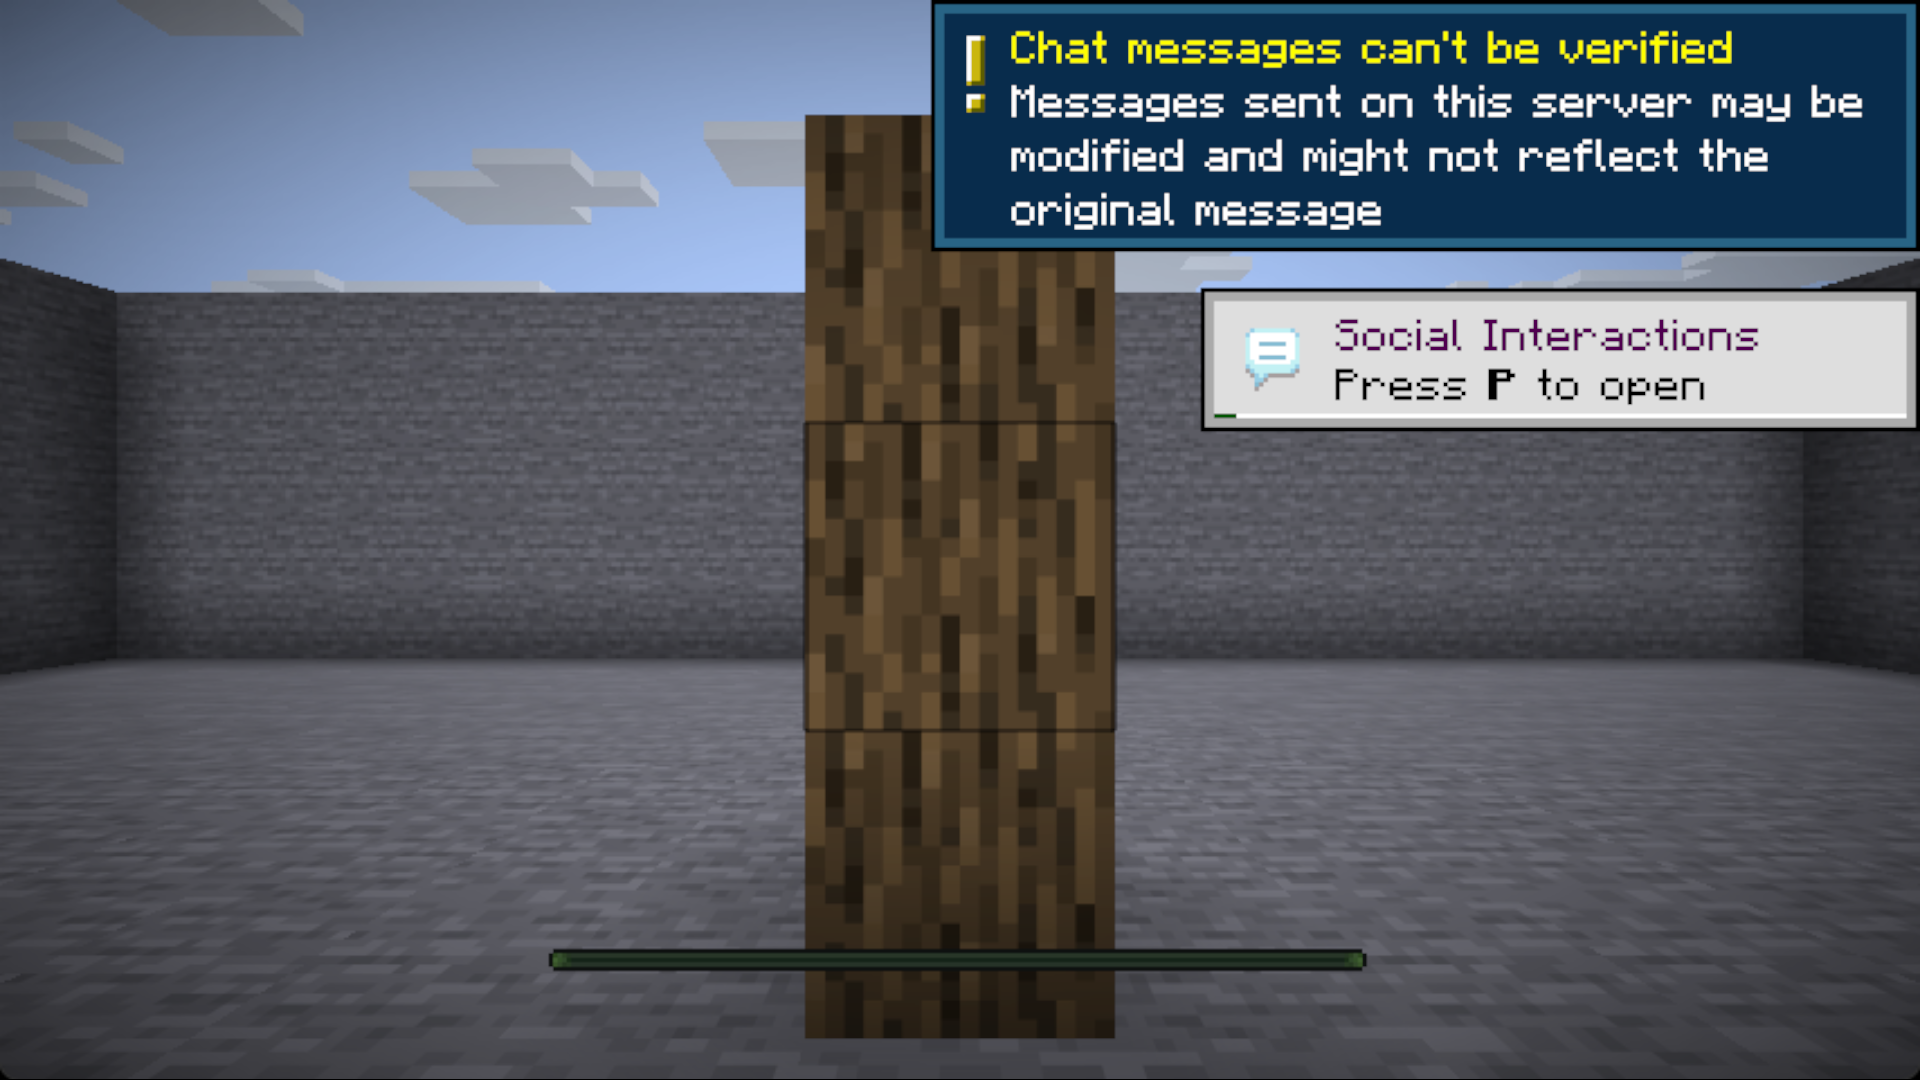 Chat messages can't be verified
Messages sent on this server may be
modified and might not reflect the
original message
Social Interactions
Press P to open